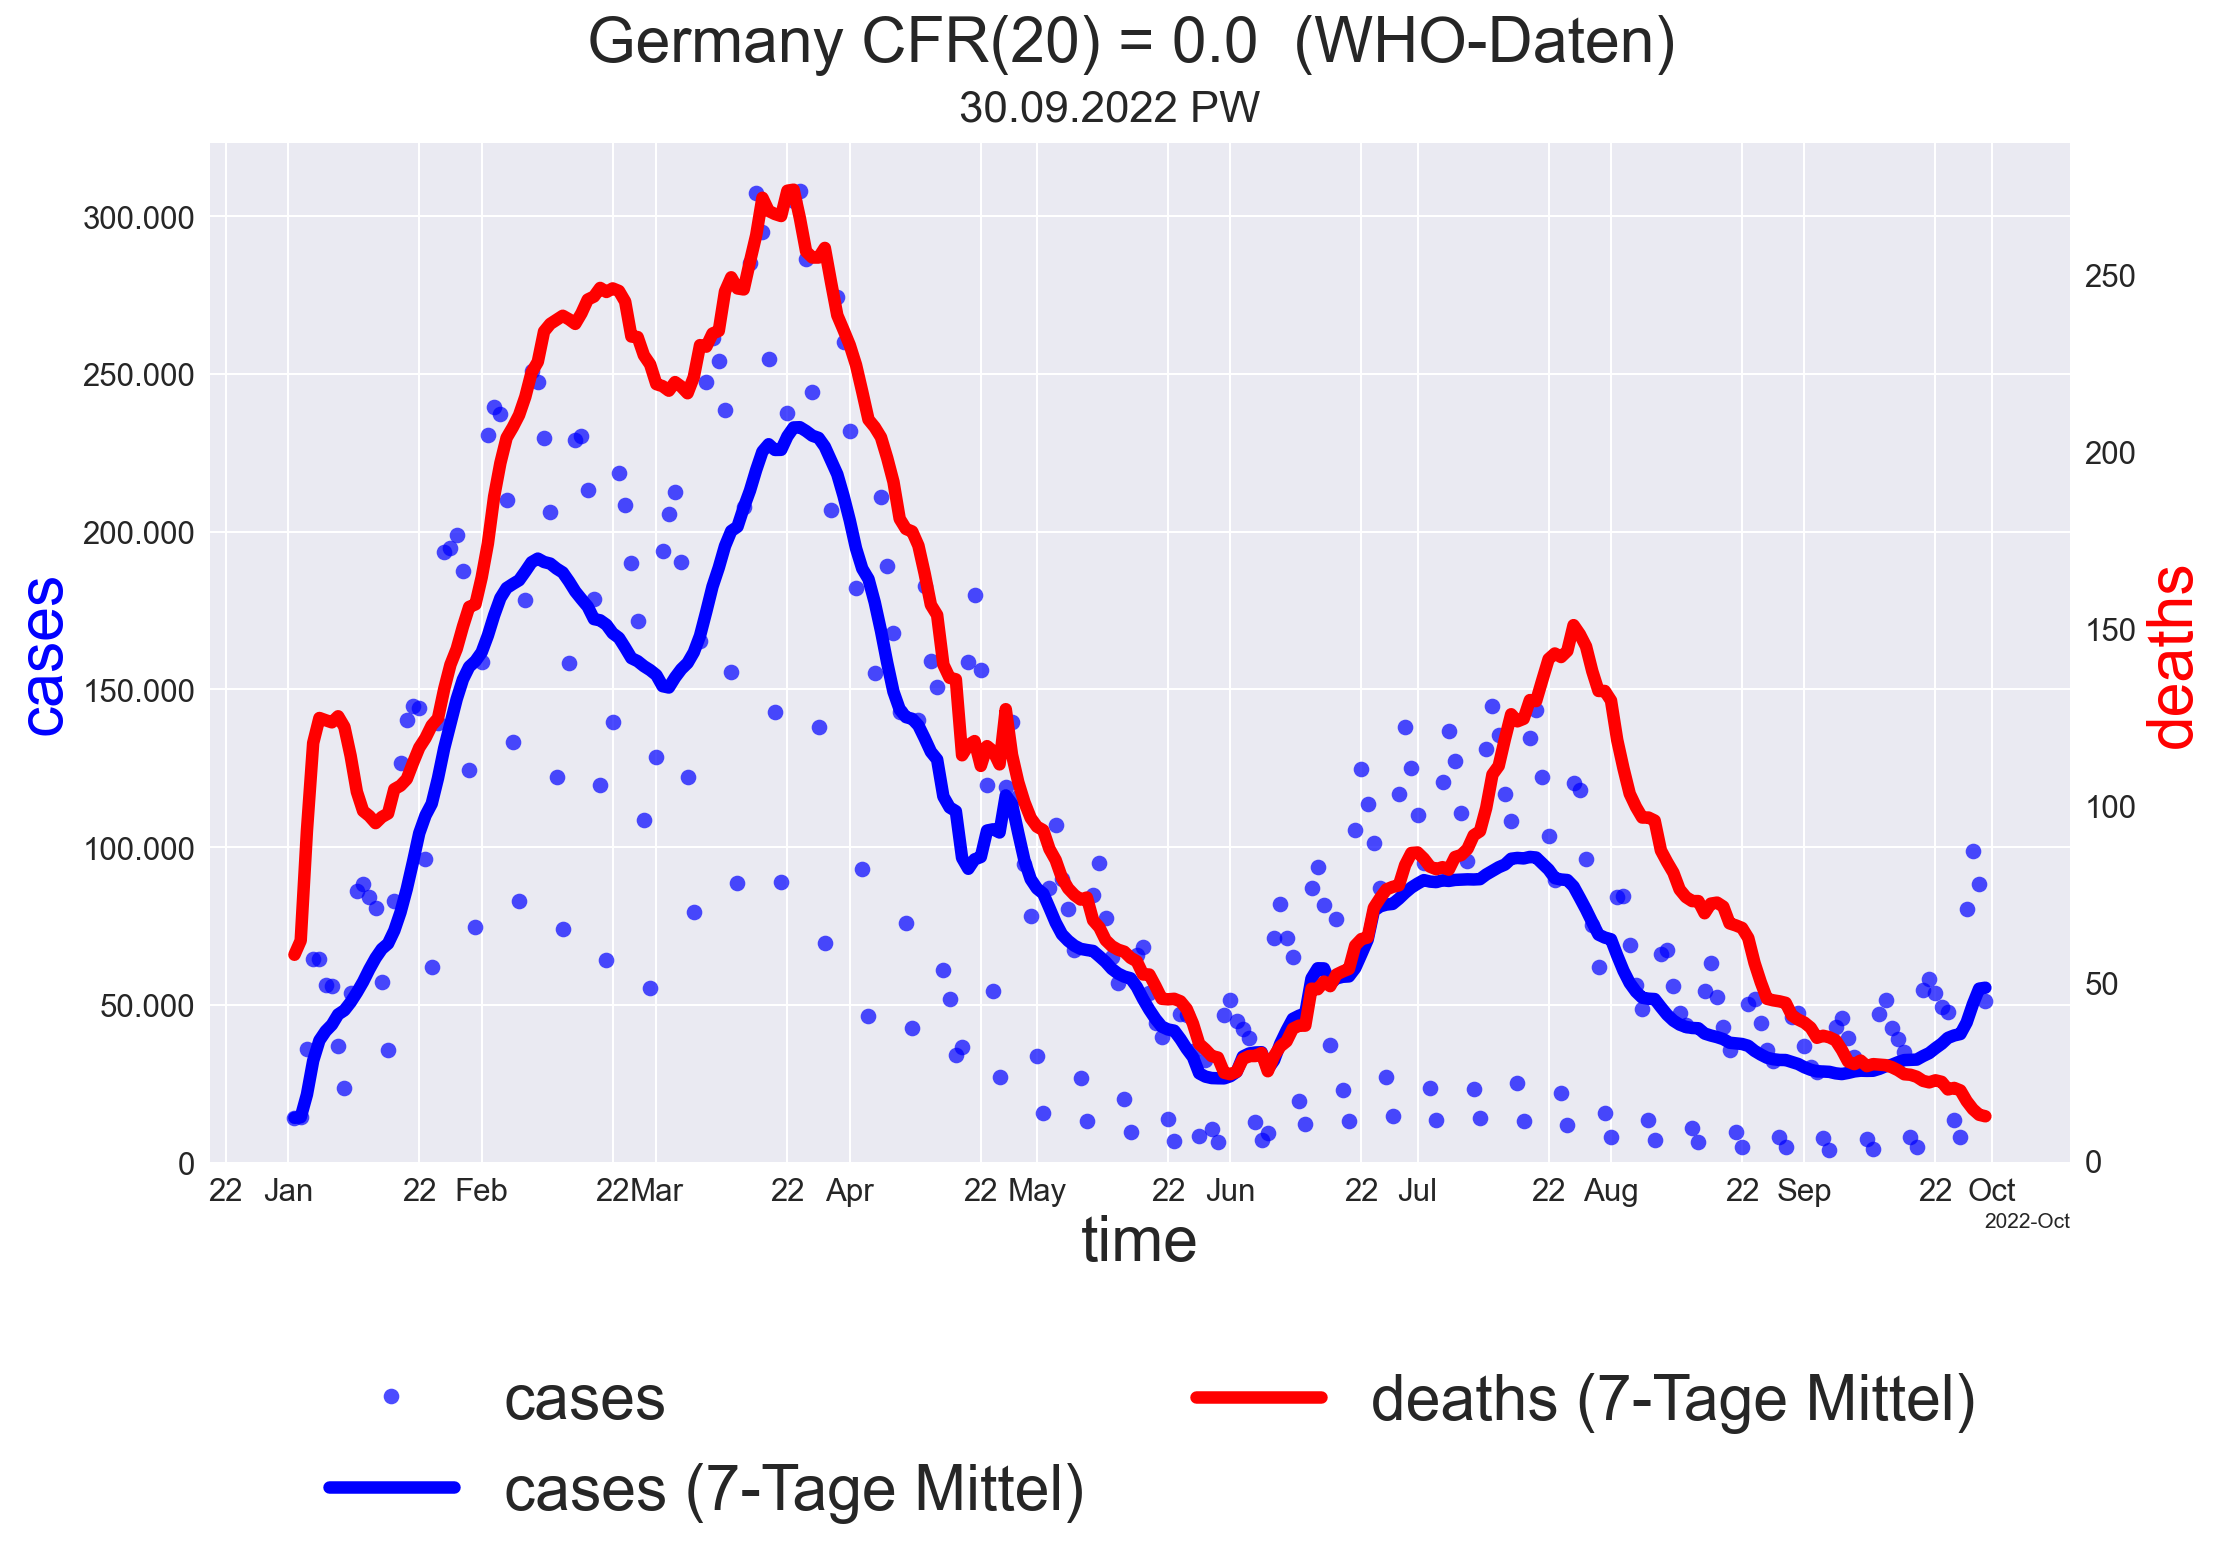 Germany CFR(20) = 0.0 (WHO-Daten)
30.09.2022 PW
cases
300.000
250.000
200.000
150.000
100.000
50.000
0
deaths
250
200
150
100
50
0
22 Jan 22 Feb 22 Mar 22 Apr 22 May 22 Jun 22 Jul 22 Aug 22 Sep 22 Oct
2022-Oct
time
cases
cases (7-Tage Mittel)
deaths (7-Tage Mittel)